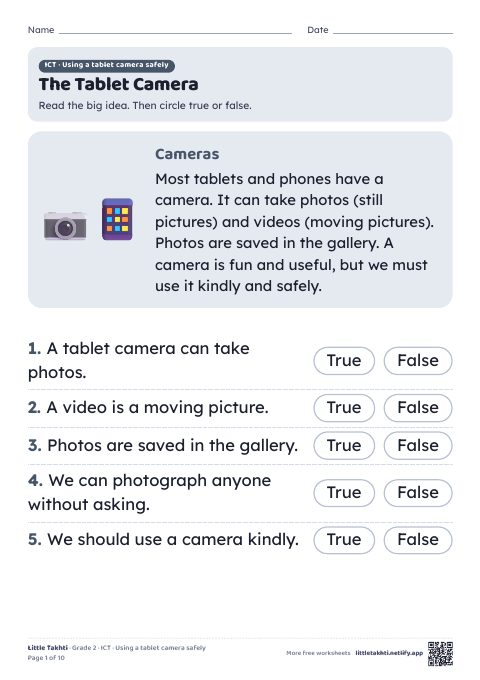 Name
Date
ICT · Using a tablet camera safely
The Tablet Camera
Read the big idea. Then circle true or false.
Cameras
Most tablets and phones have a
camera. It can take photos (still
pictures) and videos (moving pictures).
Photos are saved in the gallery. A
camera is fun and useful, but we must
use it kindly and safely.
1. A tablet camera can take
photos.
True False
2. A video is a moving picture. True False
3. Photos are saved in the gallery. True False
4. We can photograph anyone
without asking.
True False
5. We should use a camera kindly. True False
Little Takhti · Grade 2 · ICT · Using a tablet camera safely
Page 1 of 10
More free worksheets littletakhti.netlify.app